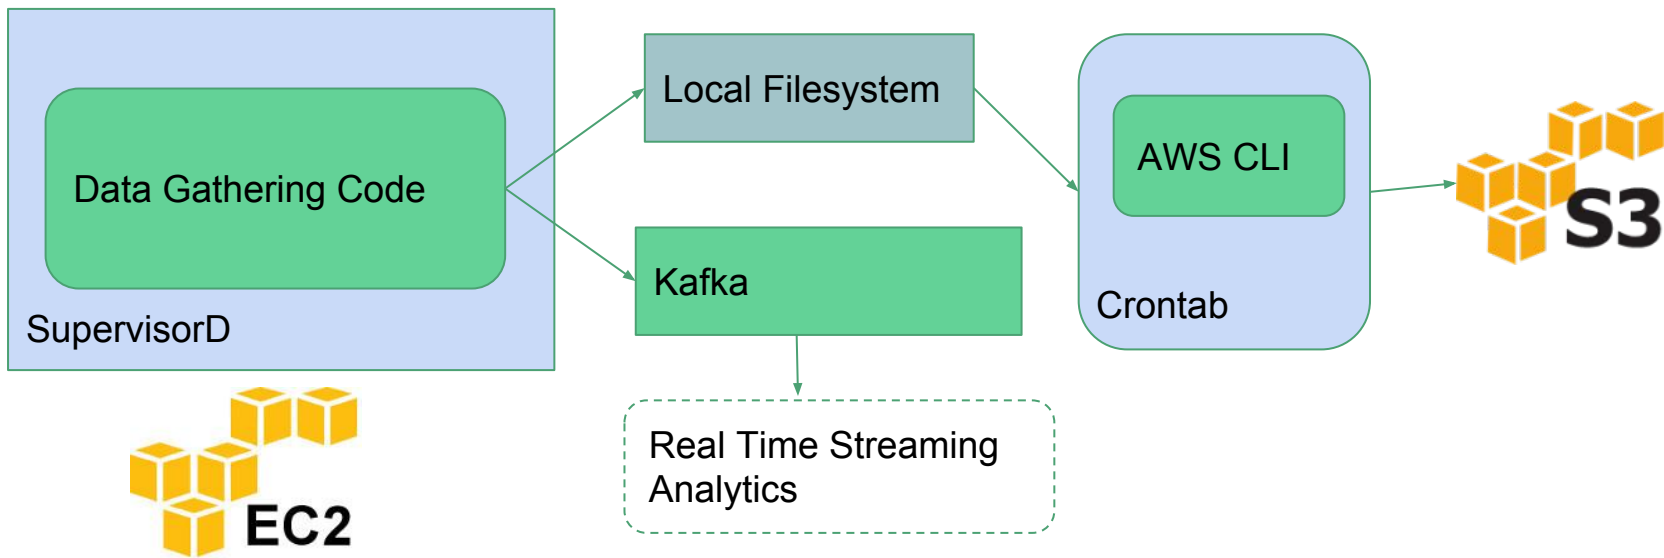 Data Gathering Code
SupervisorD
EC2
Local Filesystem
Kafka
Real Time Streaming
Analytics
AWS CLI
Crontab
S3